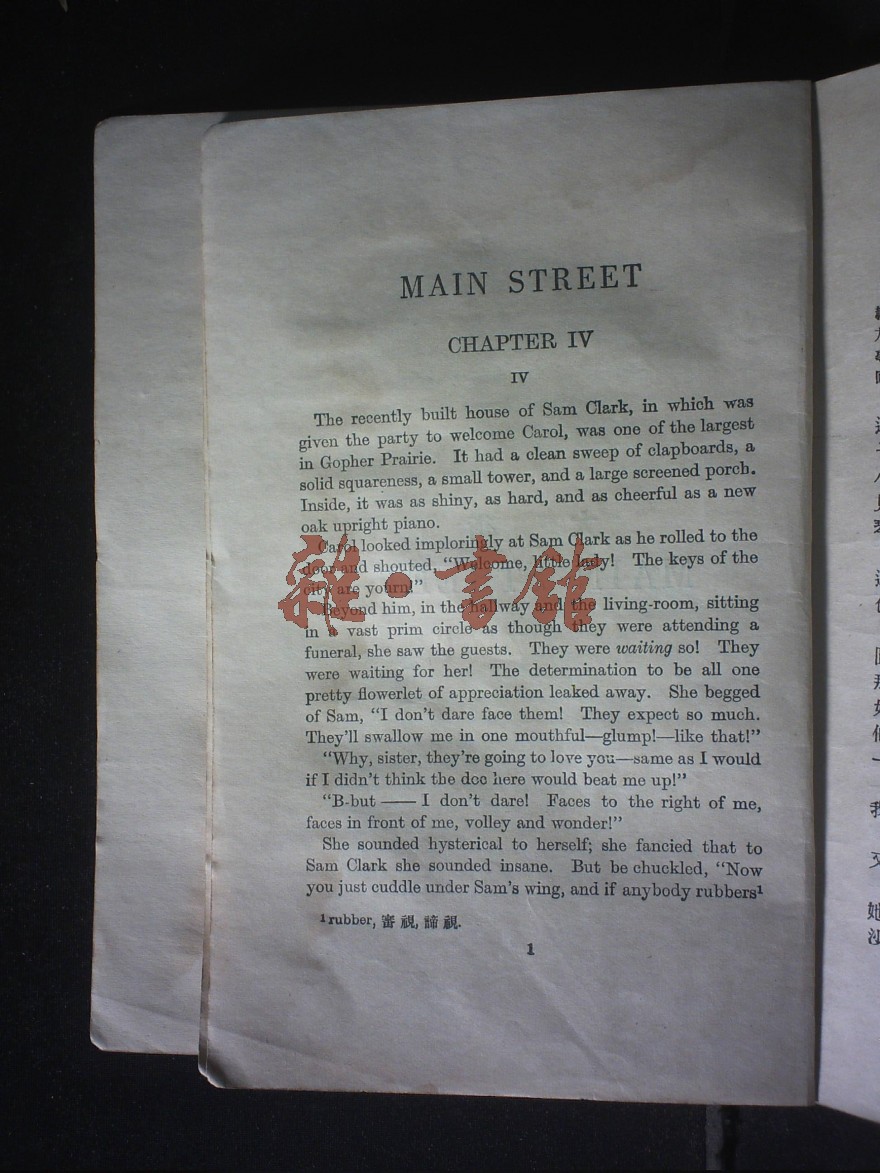 MAIN STREET
CHAPTER IV
IV
The recently built house of Sam Clark, in which was
given the party to welcome Carol, was one of the largest
in Gopher Prairie. It had a clean sweep of clapboards, a
solid squareness, a small tower, and a large screened porch.
Inside, it was as shiny, as hard, and as cheerful as a new
oak upright piano.
Carol looked imploringly at Sam Clark as he rolled to the
door and shouted, “Welcome, little lady! The keys of the
city are yourn!”
Beyond him, in the hallway and the living-room, sitting
in a vast prim circle as though they were attending a
funeral, she saw the guests. They were waiting so! They
were waiting for her! The determination to be all one
pretty flowerlet of appreciation leaked away. She begged
of Sam, “I don't dare face them! They expect so much.
They'll swallow me in one mouthful—glump!—like that!”
“Why, sister, they're going to love you—same as I would
if I didn't think the doc here would beat me up!”
“B-but —— I don't dare! Faces to the right of me,
faces in front of me, volley and wonder!”
She sounded hysterical to herself; she fancied that to
Sam Clark she sounded insane. But he chuckled, “Now
you just cuddle under Sam's wing, and if anybody rubbers¹
¹ rubber, 審視, 諦視.
1
雜·書館
她
我